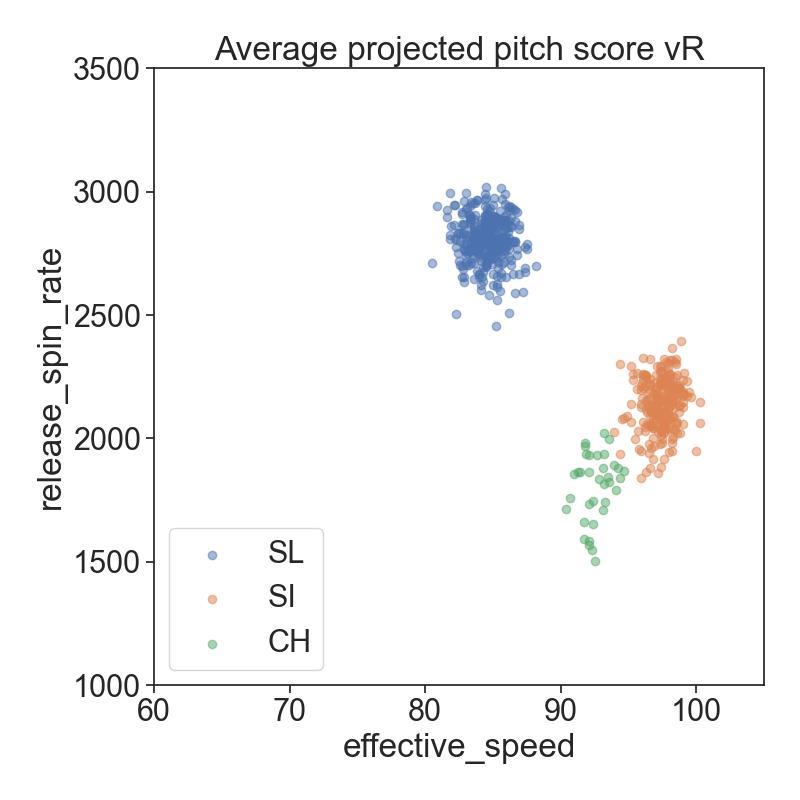 Average projected pitch score vR
3500
3000
2500
2000
1500
1000
release_spin_rate
SL
SI
CH
60
70
80
90
100
effective_speed